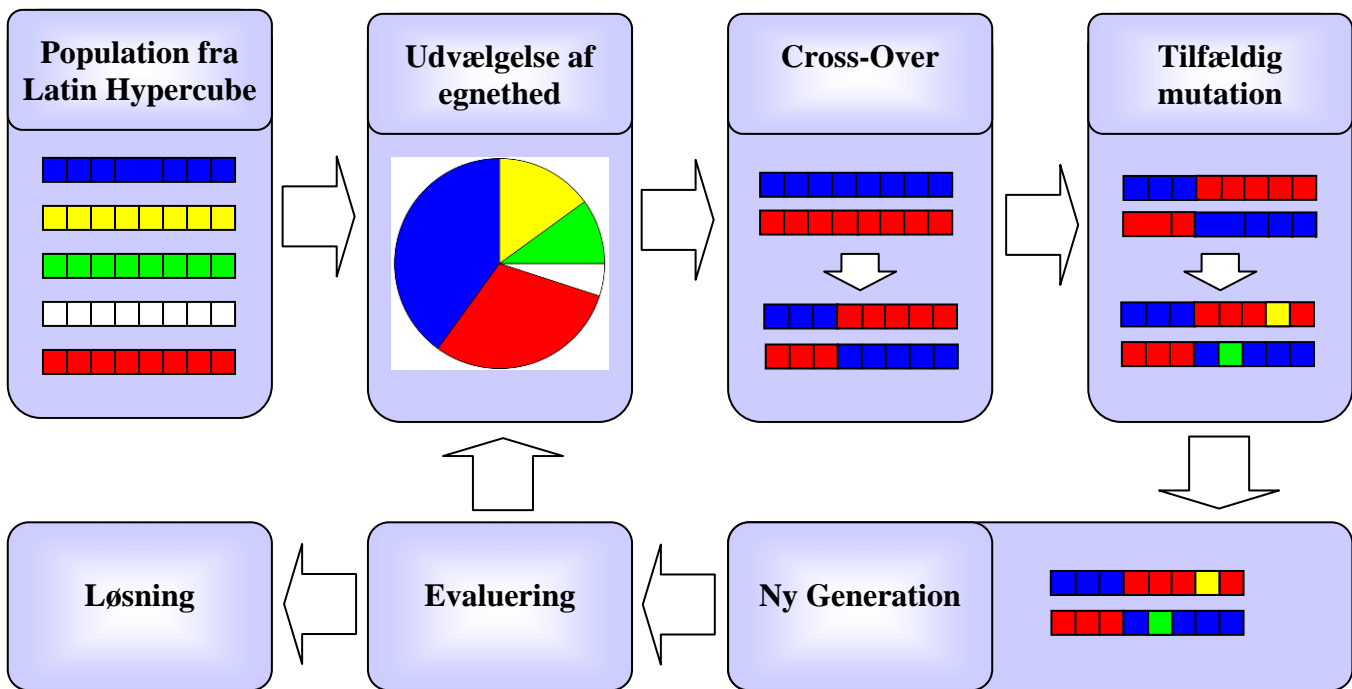 Population fra
Latin Hypercube
Udvælgelse af
egnethed
Cross-Over
Tilfældig
mutation
Løsning
Evaluering
Ny Generation